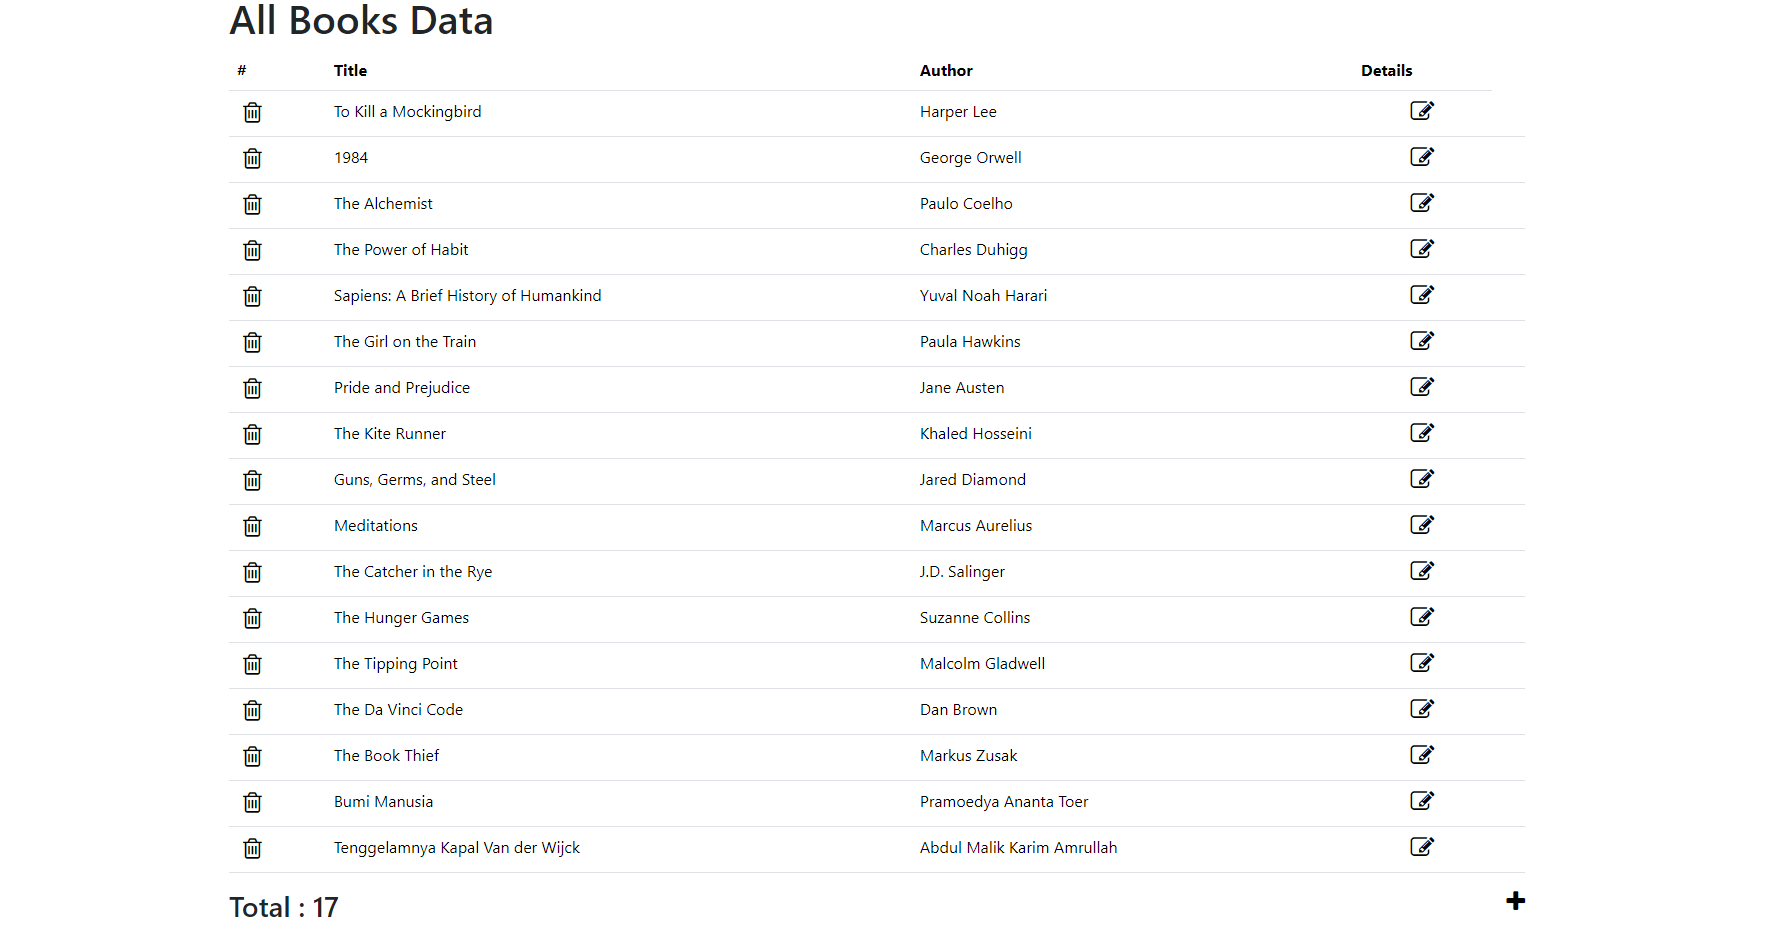 All Books Data
# Title Author Details
To Kill a Mockingbird Harper Lee
1984 George Orwell
The Alchemist Paulo Coelho
The Power of Habit Charles Duhigg
Sapiens: A Brief History of Humankind Yuval Noah Harari
The Girl on the Train Paula Hawkins
Pride and Prejudice Jane Austen
The Kite Runner Khaled Hosseini
Guns, Germs, and Steel Jared Diamond
Meditations Marcus Aurelius
The Catcher in the Rye J.D. Salinger
The Hunger Games Suzanne Collins
The Tipping Point Malcolm Gladwell
The Da Vinci Code Dan Brown
The Book Thief Markus Zusak
Bumi Manusia Pramoedya Ananta Toer
Tenggelamnya Kapal Van der Wijck Abdul Malik Karim Amrullah
Total : 17